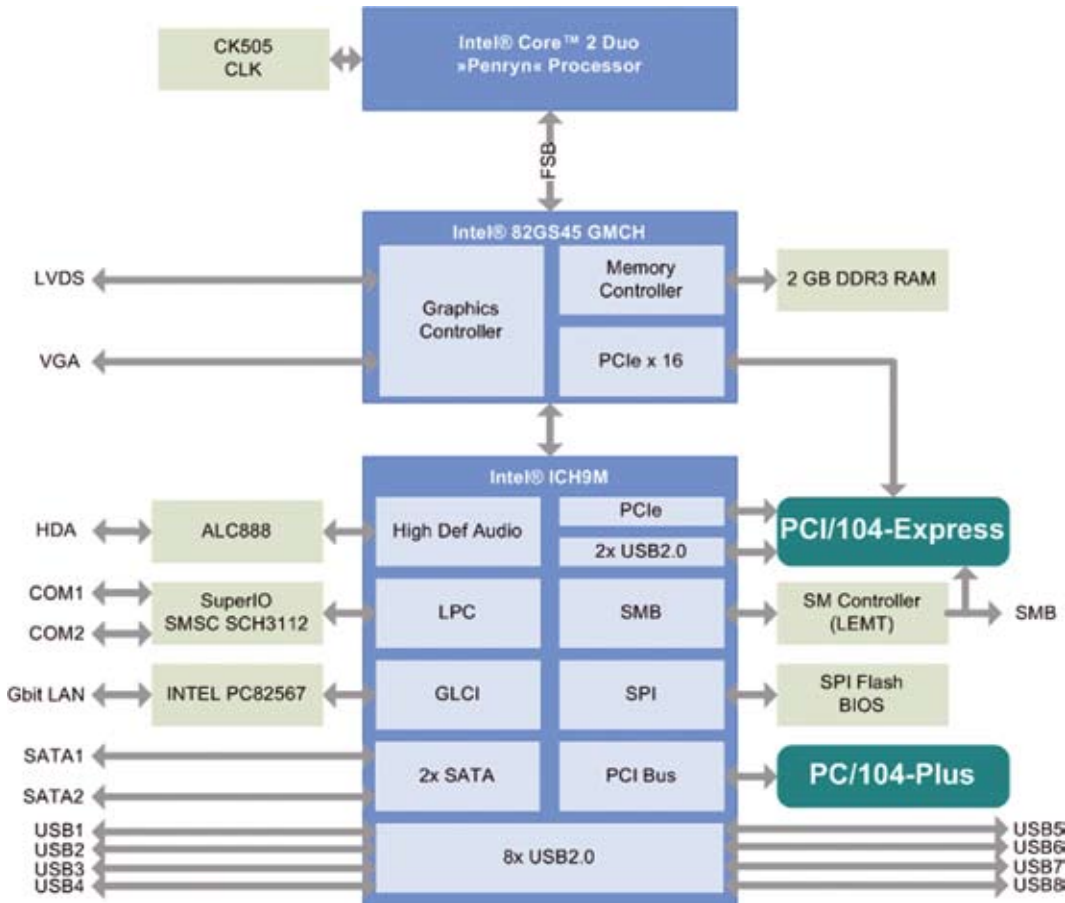 CK505
CLK
Intel® Core™ 2 Duo
»Penryn« Processor
FSB
Intel® 82GS45 GMCH
LVDS
VGA
Graphics
Controller
Memory
Controller
2 GB DDR3 RAM
PCIe x 16
Intel® ICH9M
HDA
ALC888
High Def Audio
PCIe
2x USB2.0
PCI/104-Express
COM1
COM2
SuperIO
SMSC SCH3112
LPC
SMB
SM Controller
(LEMT)
SMB
Gbit LAN
INTEL PC82567
GLCI
SPI
SPI Flash
BIOS
SATA1
SATA2
2x SATA
PCI Bus
PC/104-Plus
USB1
USB2
USB3
USB4
8x USB2.0
USB5
USB6
USB7
USB8